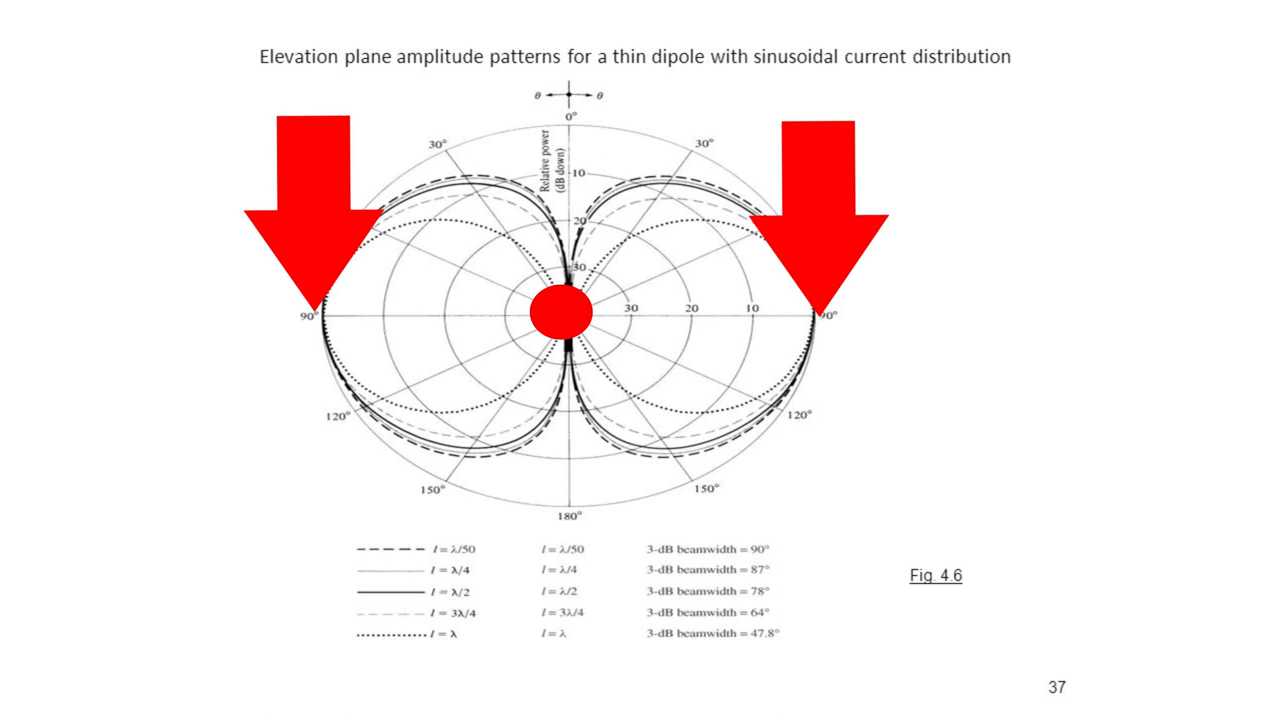 Elevation plane amplitude patterns for a thin dipole with sinusoidal current distribution
θ θ
0°
30° 30°
Relative power
(dB down)
10
20
30
90° 30 20 10 90°
120° 120°
150° 150°
180°
l = λ/50 l = λ/50 3-dB beamwidth = 90°
l = λ/4 l = λ/4 3-dB beamwidth = 87°
l = λ/2 l = λ/2 3-dB beamwidth = 78°
l = 3λ/4 l = 3λ/4 3-dB beamwidth = 64°
l = λ l = λ 3-dB beamwidth = 47.8°
Fig. 4.6
37